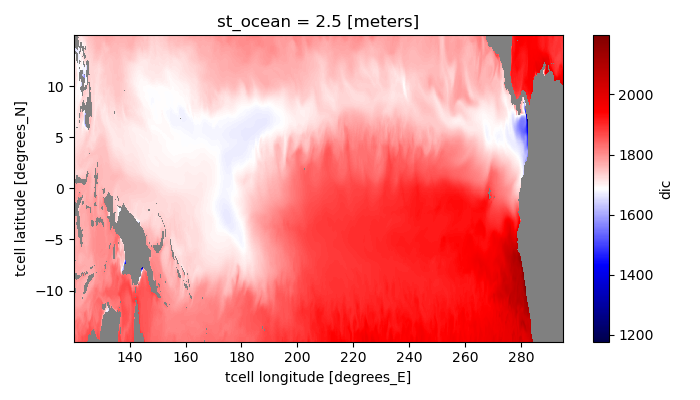 st_ocean = 2.5 [meters]
10
5
0
−5
−10
tcell latitude [degrees_N]
140 160 180 200 220 240 260 280
tcell longitude [degrees_E]
2000
1800
1600
1400
1200
dic